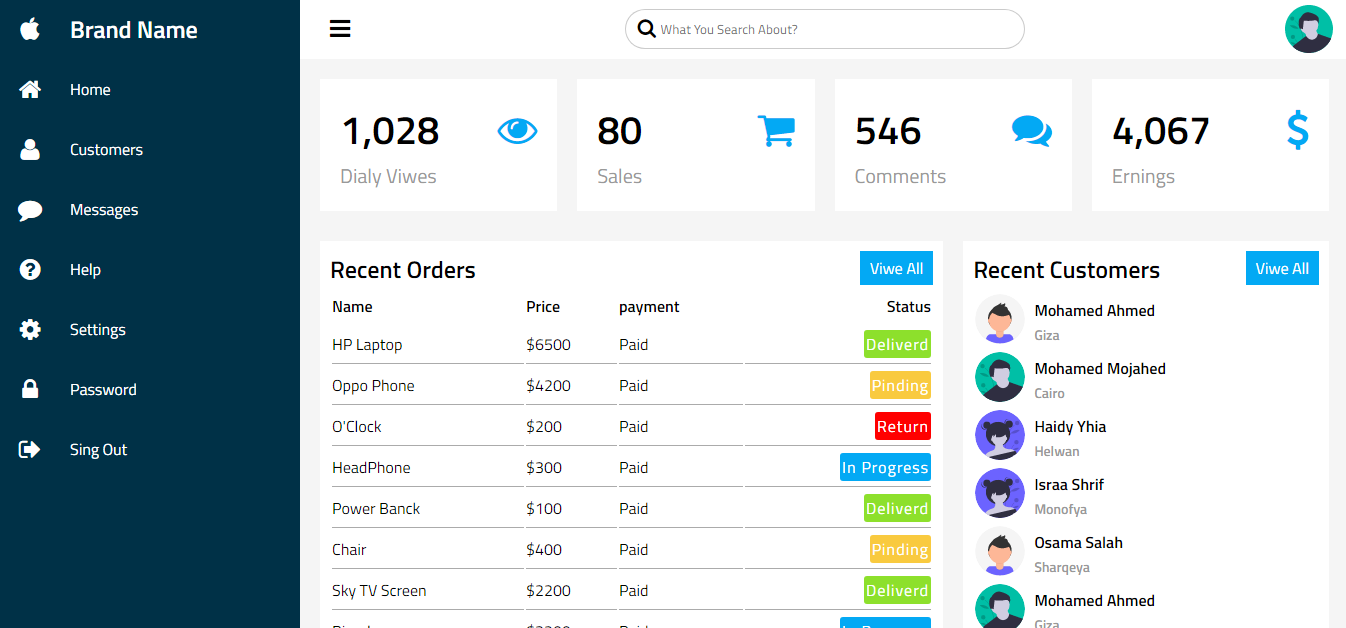 Brand Name
Home
Customers
Messages
Help
Settings
Password
Sing Out
What You Search About?
1,028
Dialy Viwes
80
Sales
546
Comments
4,067
Ernings
Recent Orders
Viwe All
Name Price payment Status
HP Laptop $6500 Paid Deliverd
Oppo Phone $4200 Paid Pinding
O'Clock $200 Paid Return
HeadPhone $300 Paid In Progress
Power Banck $100 Paid Deliverd
Chair $400 Paid Pinding
Sky TV Screen $2200 Paid Deliverd
Recent Customers
Viwe All
Mohamed Ahmed
Giza
Mohamed Mojahed
Cairo
Haidy Yhia
Helwan
Israa Shrif
Monofya
Osama Salah
Sharqeya
Mohamed Ahmed
Giza